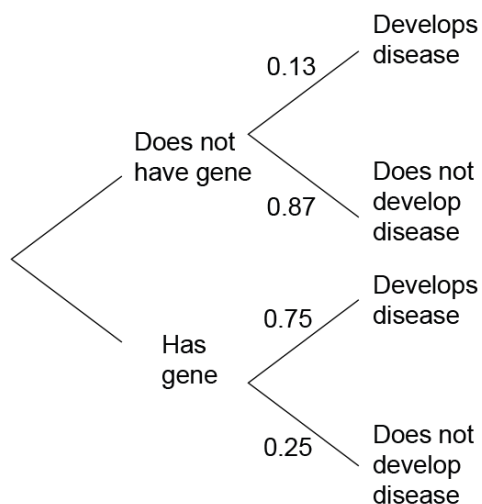 Develops
disease
0.13
Does not
have gene
0.87
Does not
develop
disease
Develops
disease
0.75
Has
gene
0.25
Does not
develop
disease